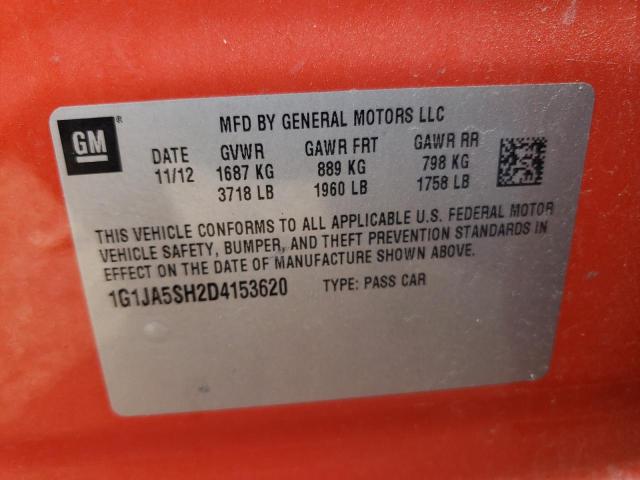 GM ®
MFD BY GENERAL MOTORS LLC
DATE GVWR GAWR FRT GAWR RR
11/12 1687 KG 889 KG 798 KG
3718 LB 1960 LB 1758 LB
THIS VEHICLE CONFORMS TO ALL APPLICABLE U.S. FEDERAL MOTOR
VEHICLE SAFETY, BUMPER, AND THEFT PREVENTION STANDARDS IN
EFFECT ON THE DATE OF MANUFACTURE SHOWN ABOVE.
1G1JA5SH2D4153620 TYPE: PASS CAR